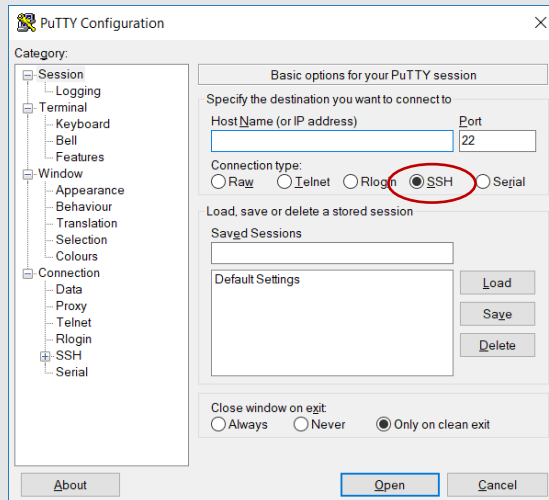 PuTTY Configuration
Category:
Session
Logging
Terminal
Keyboard
Bell
Features
Window
Appearance
Behaviour
Translation
Selection
Colours
Connection
Data
Proxy
Telnet
Rlogin
SSH
Serial
Basic options for your PuTTY session
Specify the destination you want to connect to
Host Name (or IP address) Port
22
Connection type:
Raw Telnet Rlogin SSH Serial
Load, save or delete a stored session
Saved Sessions
Default Settings
Load
Save
Delete
Close window on exit:
Always Never Only on clean exit
About Open Cancel